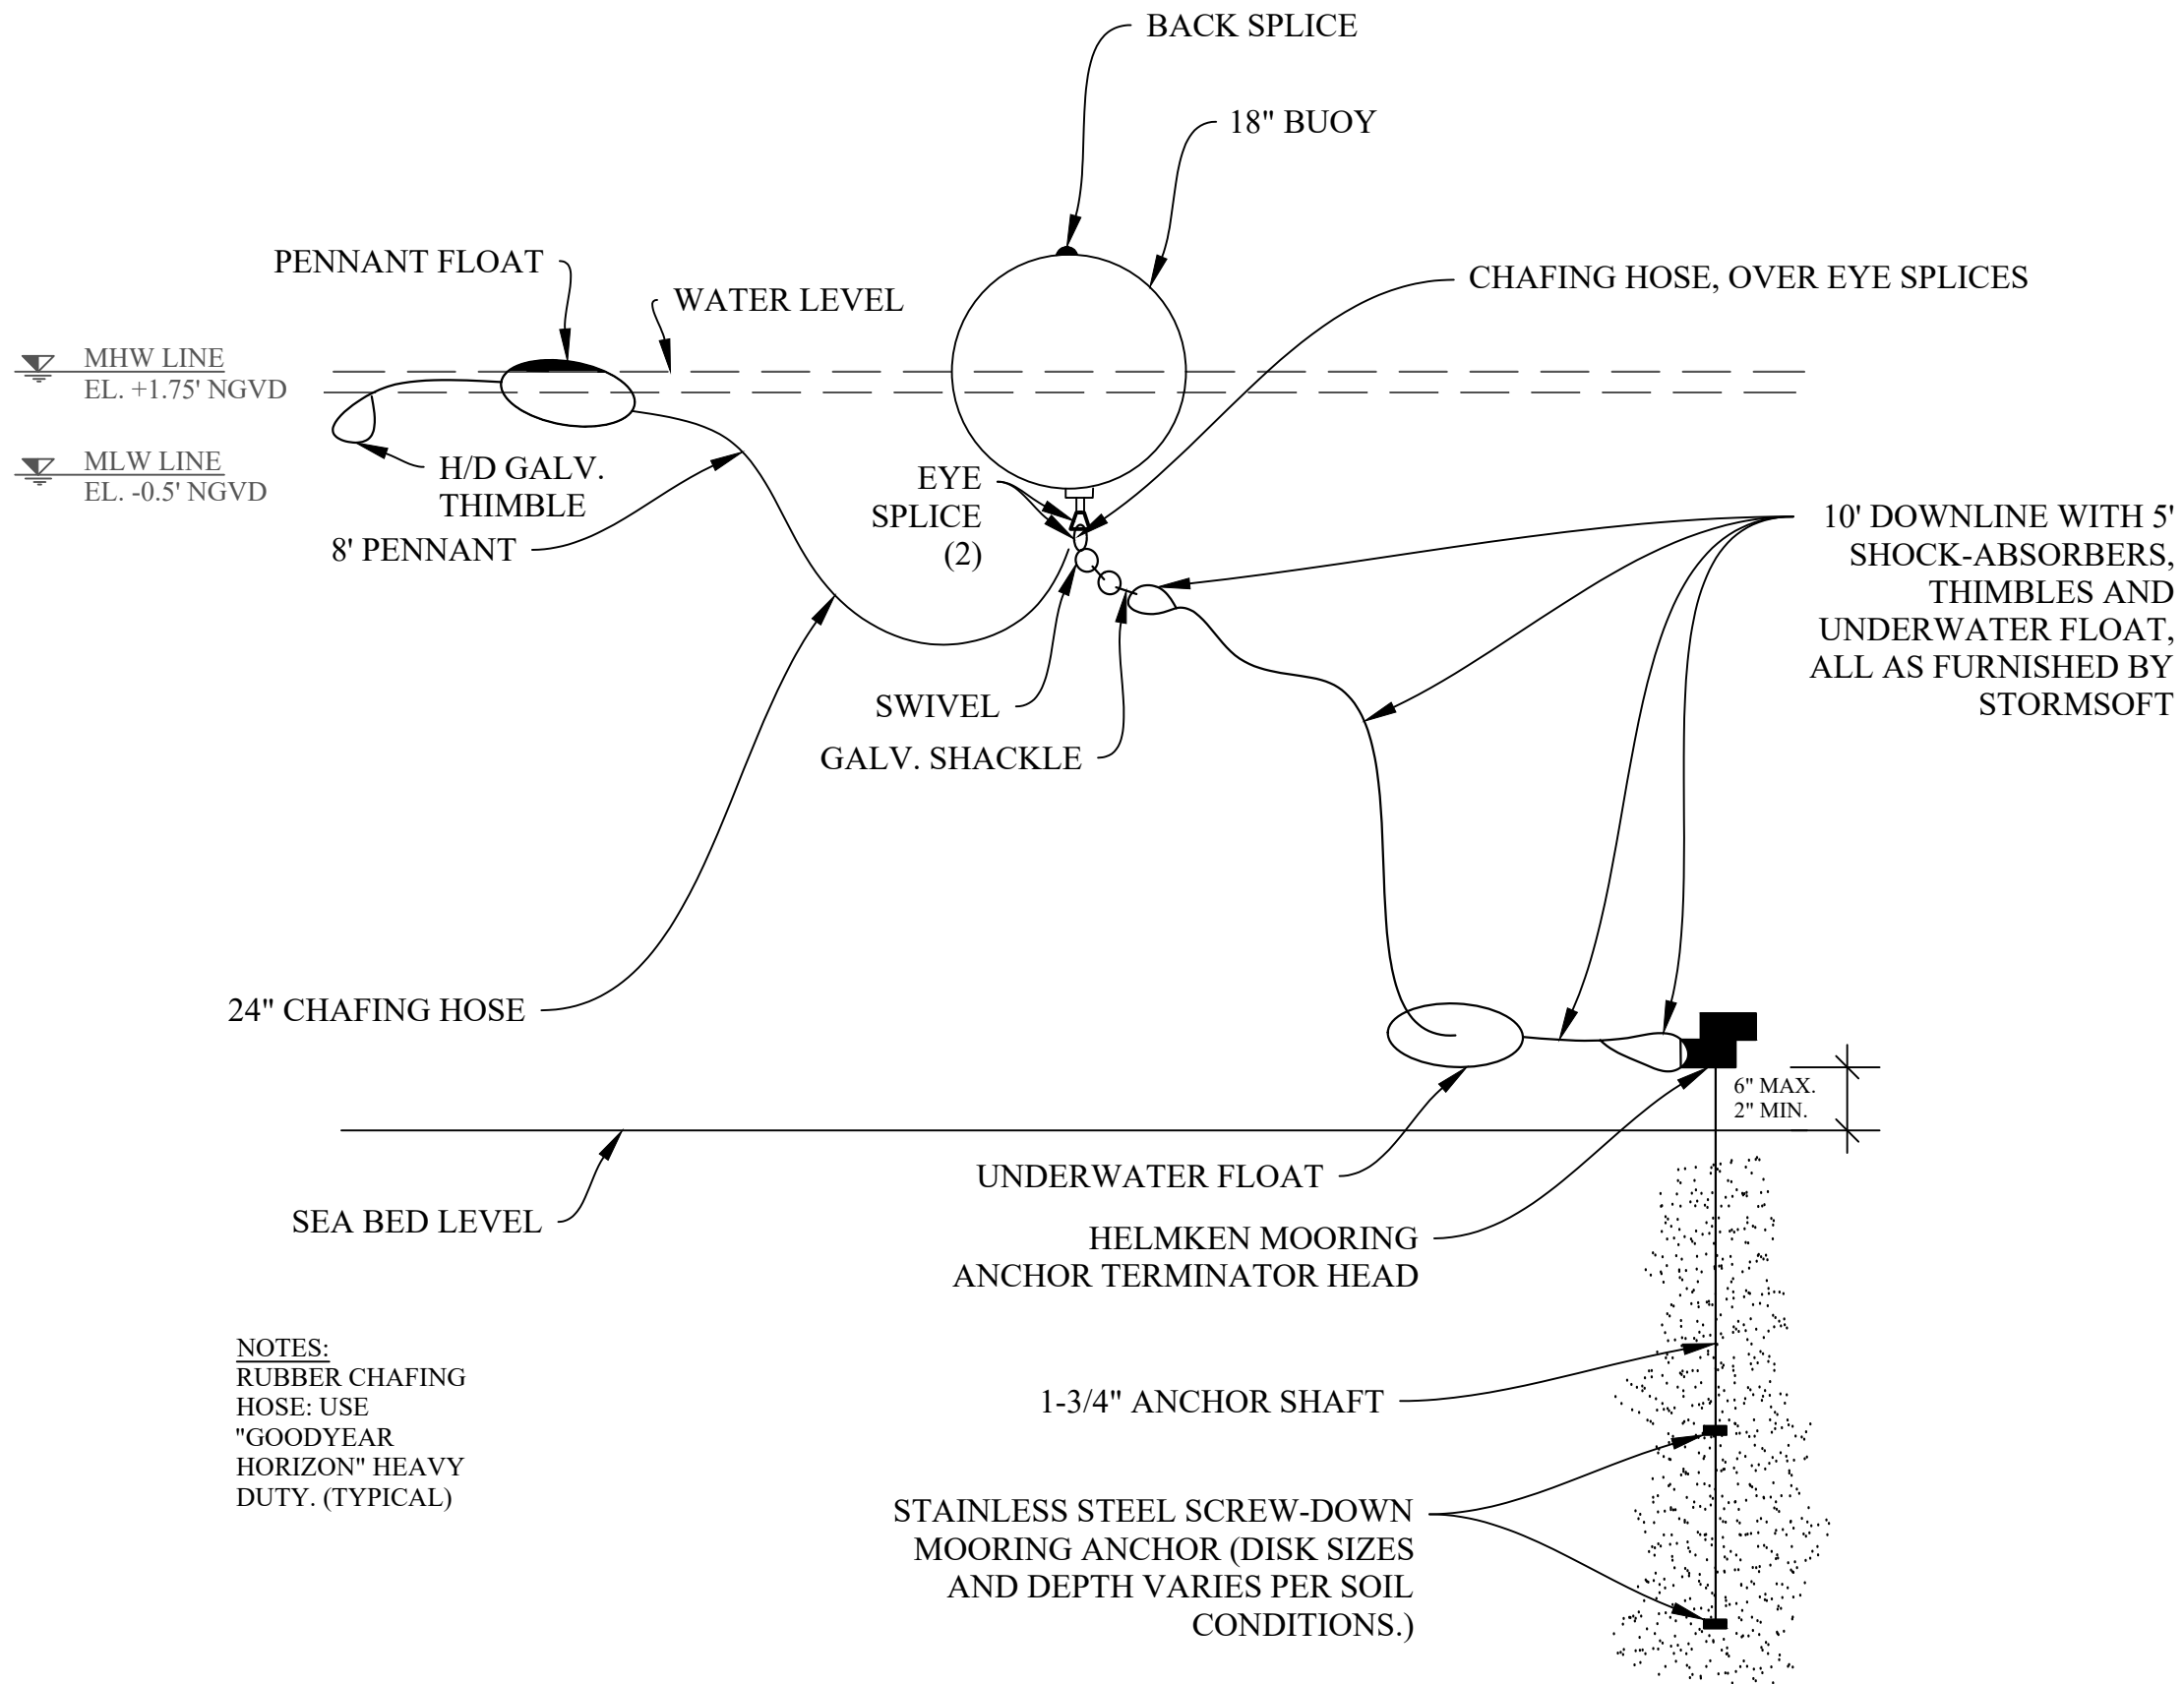 BACK SPLICE
18" BUOY
PENNANT FLOAT
WATER LEVEL
CHAFING HOSE, OVER EYE SPLICES
MHW LINE
EL. +1.75' NGVD
MLW LINE
EL. -0.5' NGVD
H/D GALV.
THIMBLE
8' PENNANT
EYE
SPLICE
(2)
10' DOWNLINE WITH 5'
SHOCK-ABSORBERS,
THIMBLES AND
UNDERWATER FLOAT,
ALL AS FURNISHED BY
STORMSOFT
SWIVEL
GALV. SHACKLE
24" CHAFING HOSE
6" MAX.
2" MIN.
UNDERWATER FLOAT
SEA BED LEVEL
HELMKEN MOORING
ANCHOR TERMINATOR HEAD
NOTES:
RUBBER CHAFING
HOSE: USE
"GOODYEAR
HORIZON" HEAVY
DUTY. (TYPICAL)
1-3/4" ANCHOR SHAFT
STAINLESS STEEL SCREW-DOWN
MOORING ANCHOR (DISK SIZES
AND DEPTH VARIES PER SOIL
CONDITIONS.)